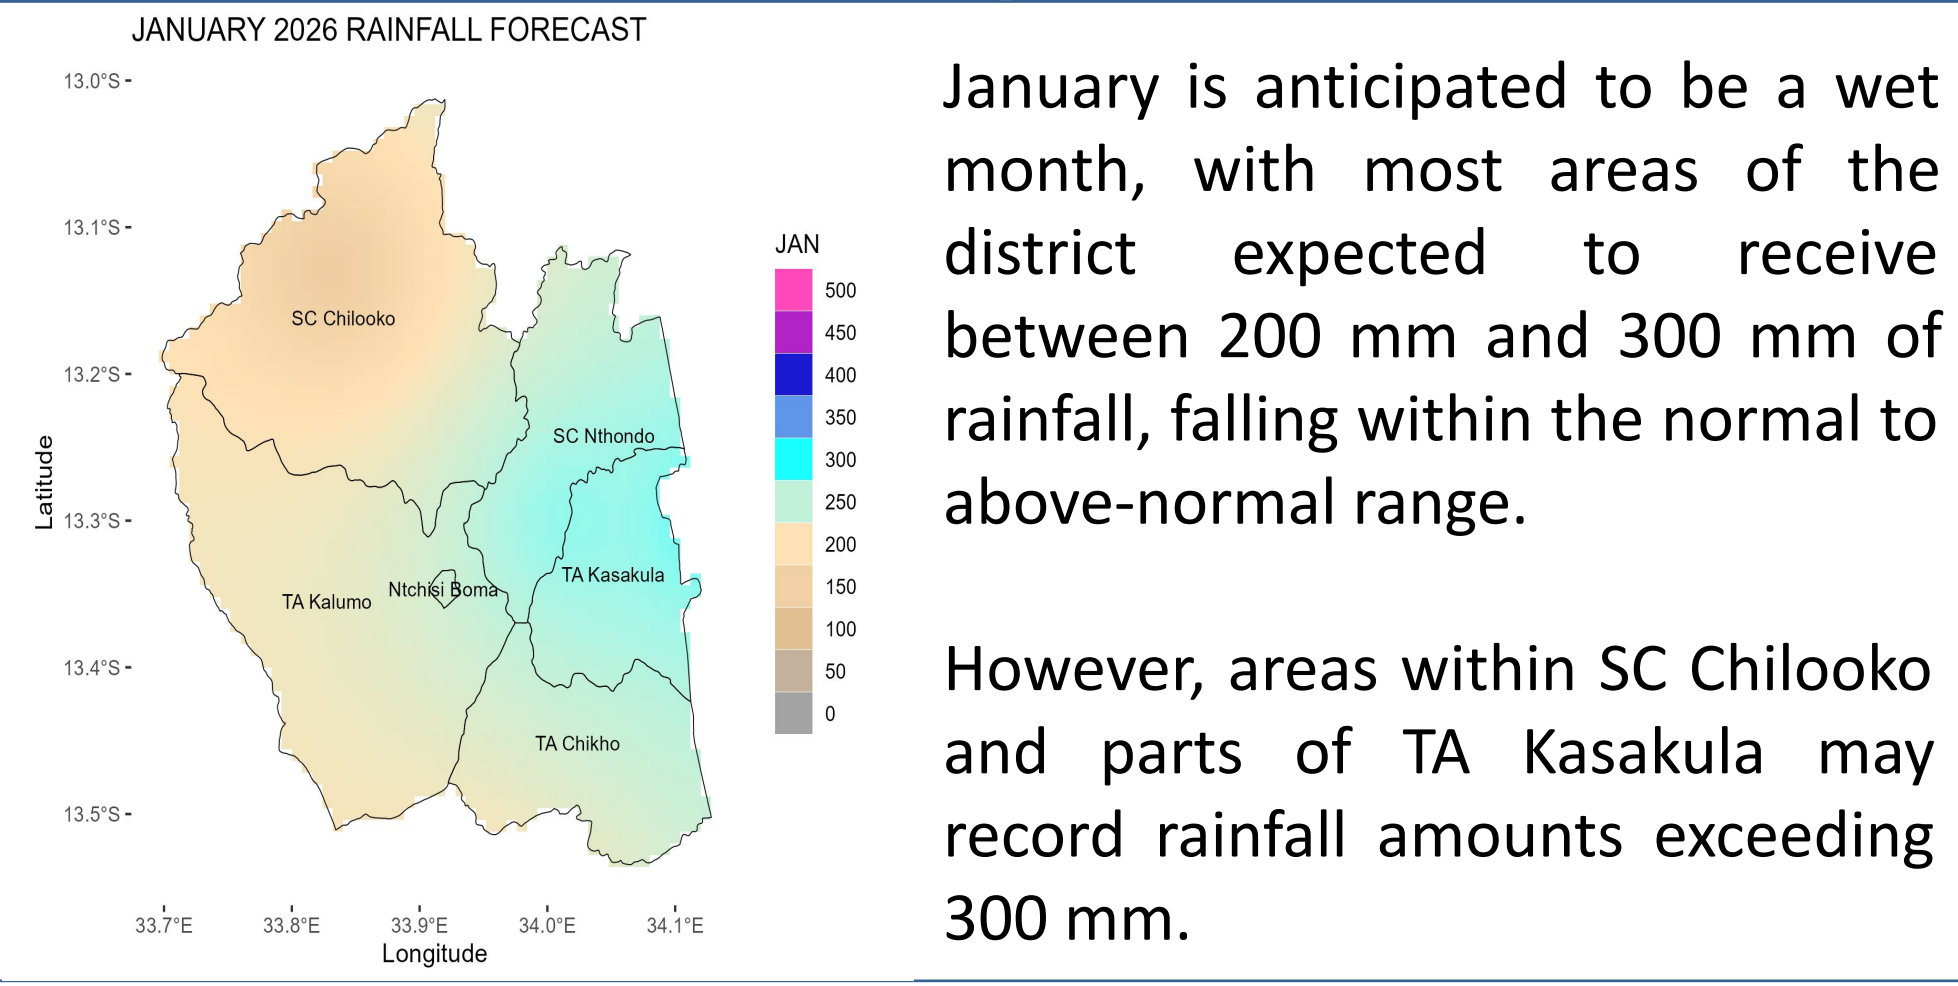 JANUARY 2026 RAINFALL FORECAST
13.0°S
13.1°S
13.2°S
13.3°S
13.4°S
13.5°S
Latitude
33.7°E
33.8°E
33.9°E
34.0°E
34.1°E
Longitude
SC Chilooko
SC Nthondo
TA Kasakula
Ntchisi Boma
TA Kalumo
TA Chikho
JAN
500
450
400
350
300
250
200
150
100
50
0
January is anticipated to be a wet
month, with most areas of the
district expected to receive
between 200 mm and 300 mm of
rainfall, falling within the normal to
above-normal range.
However, areas within SC Chilooko
and parts of TA Kasakula may
record rainfall amounts exceeding
300 mm.